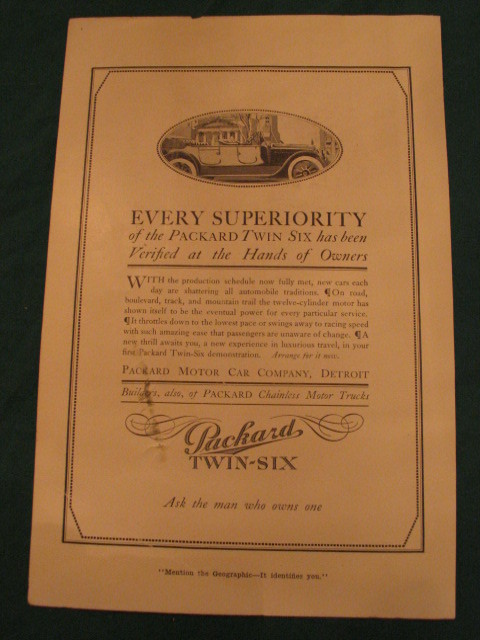 EVERY SUPERIORITY
of the PACKARD TWIN SIX has been
Verified at the Hands of Owners
WITH the production schedule now fully met, new cars each
day are shattering all automobile traditions. ¶On road,
boulevard, track, and mountain trail the twelve-cylinder motor has
shown itself to be the eventual power for every particular service.
¶It throttles down to the lowest pace or swings away to racing speed
with such amazing ease that passengers are unaware of change. ¶A
new thrill awaits you, a new experience in luxurious travel, in your
first Packard Twin-Six demonstration. Arrange for it now.
PACKARD MOTOR CAR COMPANY, DETROIT
Builders, also, of PACKARD Chainless Motor Trucks
Packard
TWIN-SIX
Ask the man who owns one
"Mention the Geographic—It identifies you."